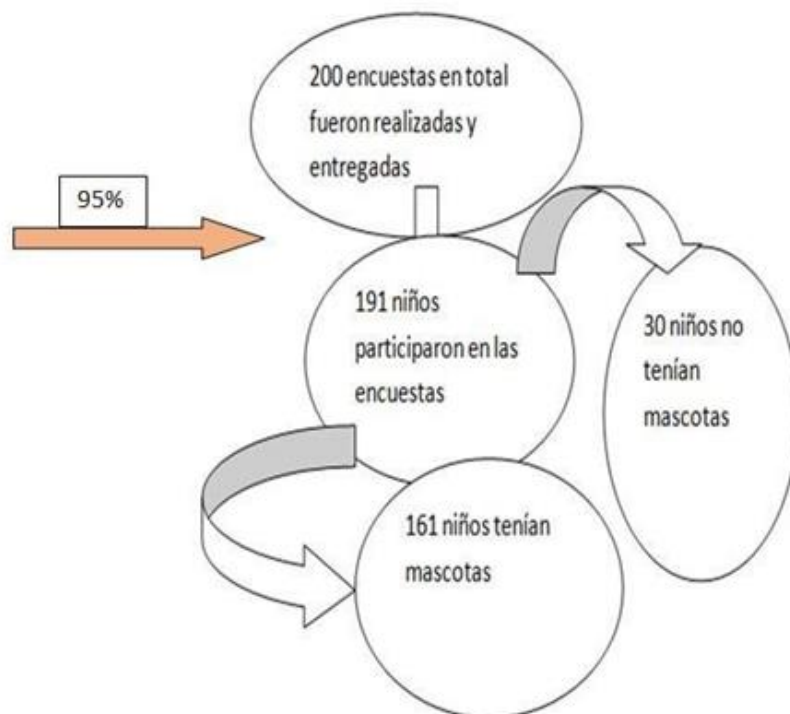 200 encuestas en total
fueron realizadas y
entregadas
95%
191 niños
participaron en las
encuestas
30 niños no
tenían
mascotas
161 niños tenían
mascotas